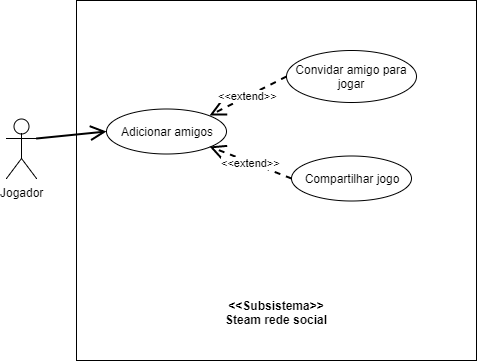 Convidar amigo para
jogar
<<extend>>
Adicionar amigos
<<extend>>
Compartilhar jogo
Jogador
<<Subsistema>>
Steam rede social